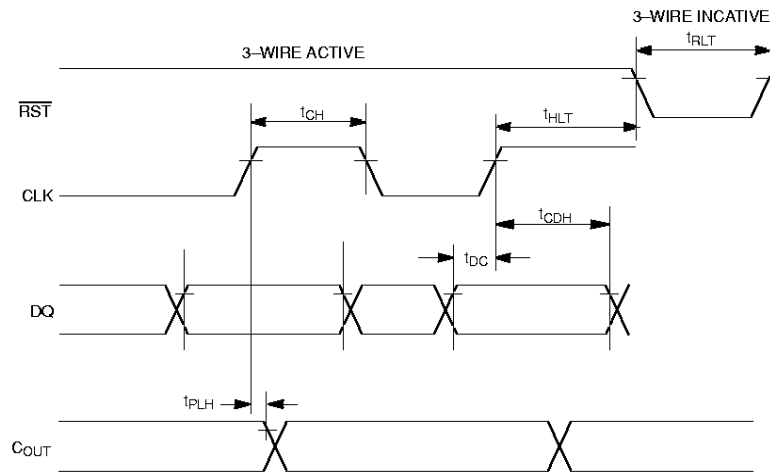 3–WIRE INCATIVE
3–WIRE ACTIVE
tRLT
RST
tCH
tHLT
CLK
tCDH
tDC
DQ
tPLH
COUT